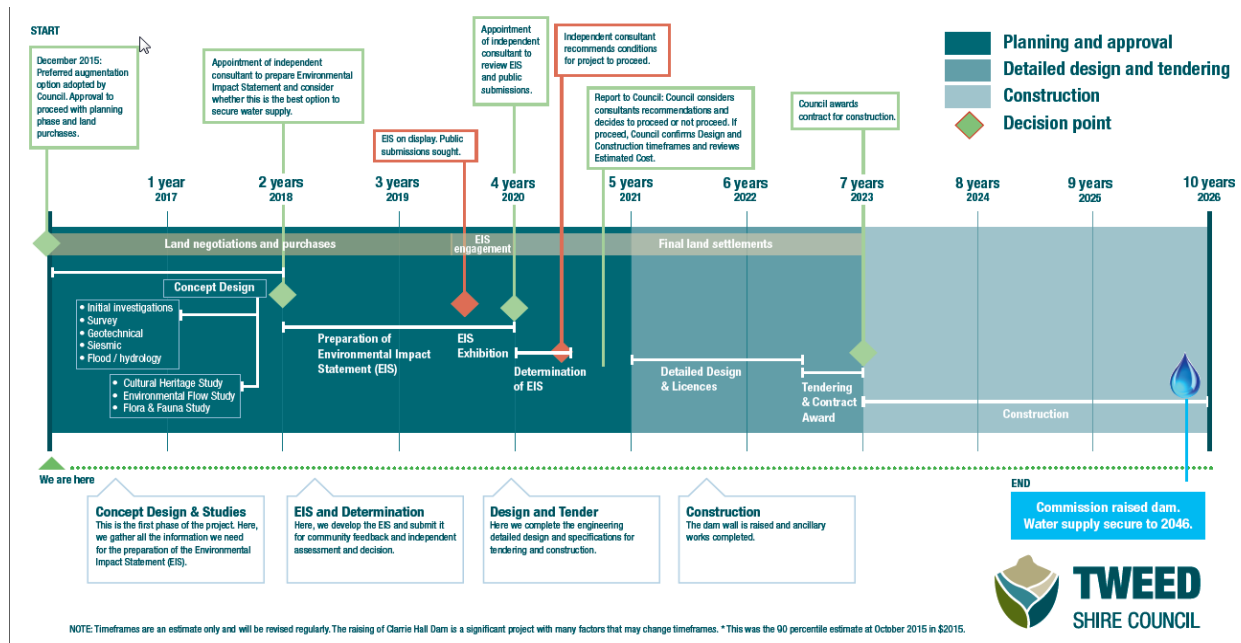 START
December 2015:
Preferred augmentation
option adopted by
Council. Approval to
proceed with planning
phase and land
purchases.
Appointment of independent
consultant to prepare Environmental
Impact Statement and consider
whether this is the best option to
secure water supply.
EIS on display. Public
submissions sought.
Appointment
of independent
consultant to
review EIS
and public
submissions.
Independent consultant
recommends conditions
for project to proceed.
Report to Council: Council considers
consultants recommendations and
decides to proceed or not proceed. If
proceed, Council confirms Design and
Construction timeframes and reviews
Estimated Cost.
Council awards
contract for construction.
Planning and approval
Detailed design and tendering
Construction
Decision point
1 year
2017
2 years
2018
3 years
2019
4 years
2020
5 years
2021
6 years
2022
7 years
2023
8 years
2024
9 years
2025
10 years
2026
Land negotiations and purchases
EIS
engagement
Final land settlements
Concept Design
• Initial investigations
• Survey
• Geotechnical
• Siesmic
• Flood / hydrology
• Cultural Heritage Study
• Environmental Flow Study
• Flora & Fauna Study
Preparation of
Environmental Impact
Statement (EIS)
EIS
Exhibition
Determination
of EIS
Detailed Design
& Licences
Tendering
& Contract
Award
Construction
We are here
Concept Design & Studies
This is the first phase of the project. Here,
we gather all the information we need
for the preparation of the Environmental
Impact Statement (EIS).
EIS and Determination
Here, we develop the EIS and submit it
for community feedback and independent
assessment and decision.
Design and Tender
Here we complete the engineering
detailed design and specifications for
tendering and construction.
Construction
The dam wall is raised and ancillary
works completed.
END
Commission raised dam.
Water supply secure to 2046.
TWEED
SHIRE COUNCIL
NOTE: Timeframes are an estimate only and will be revised regularly. The raising of Clarrie Hall Dam is a significant project with many factors that may change timeframes. * This was the 90 percentile estimate at October 2015 in $2015.